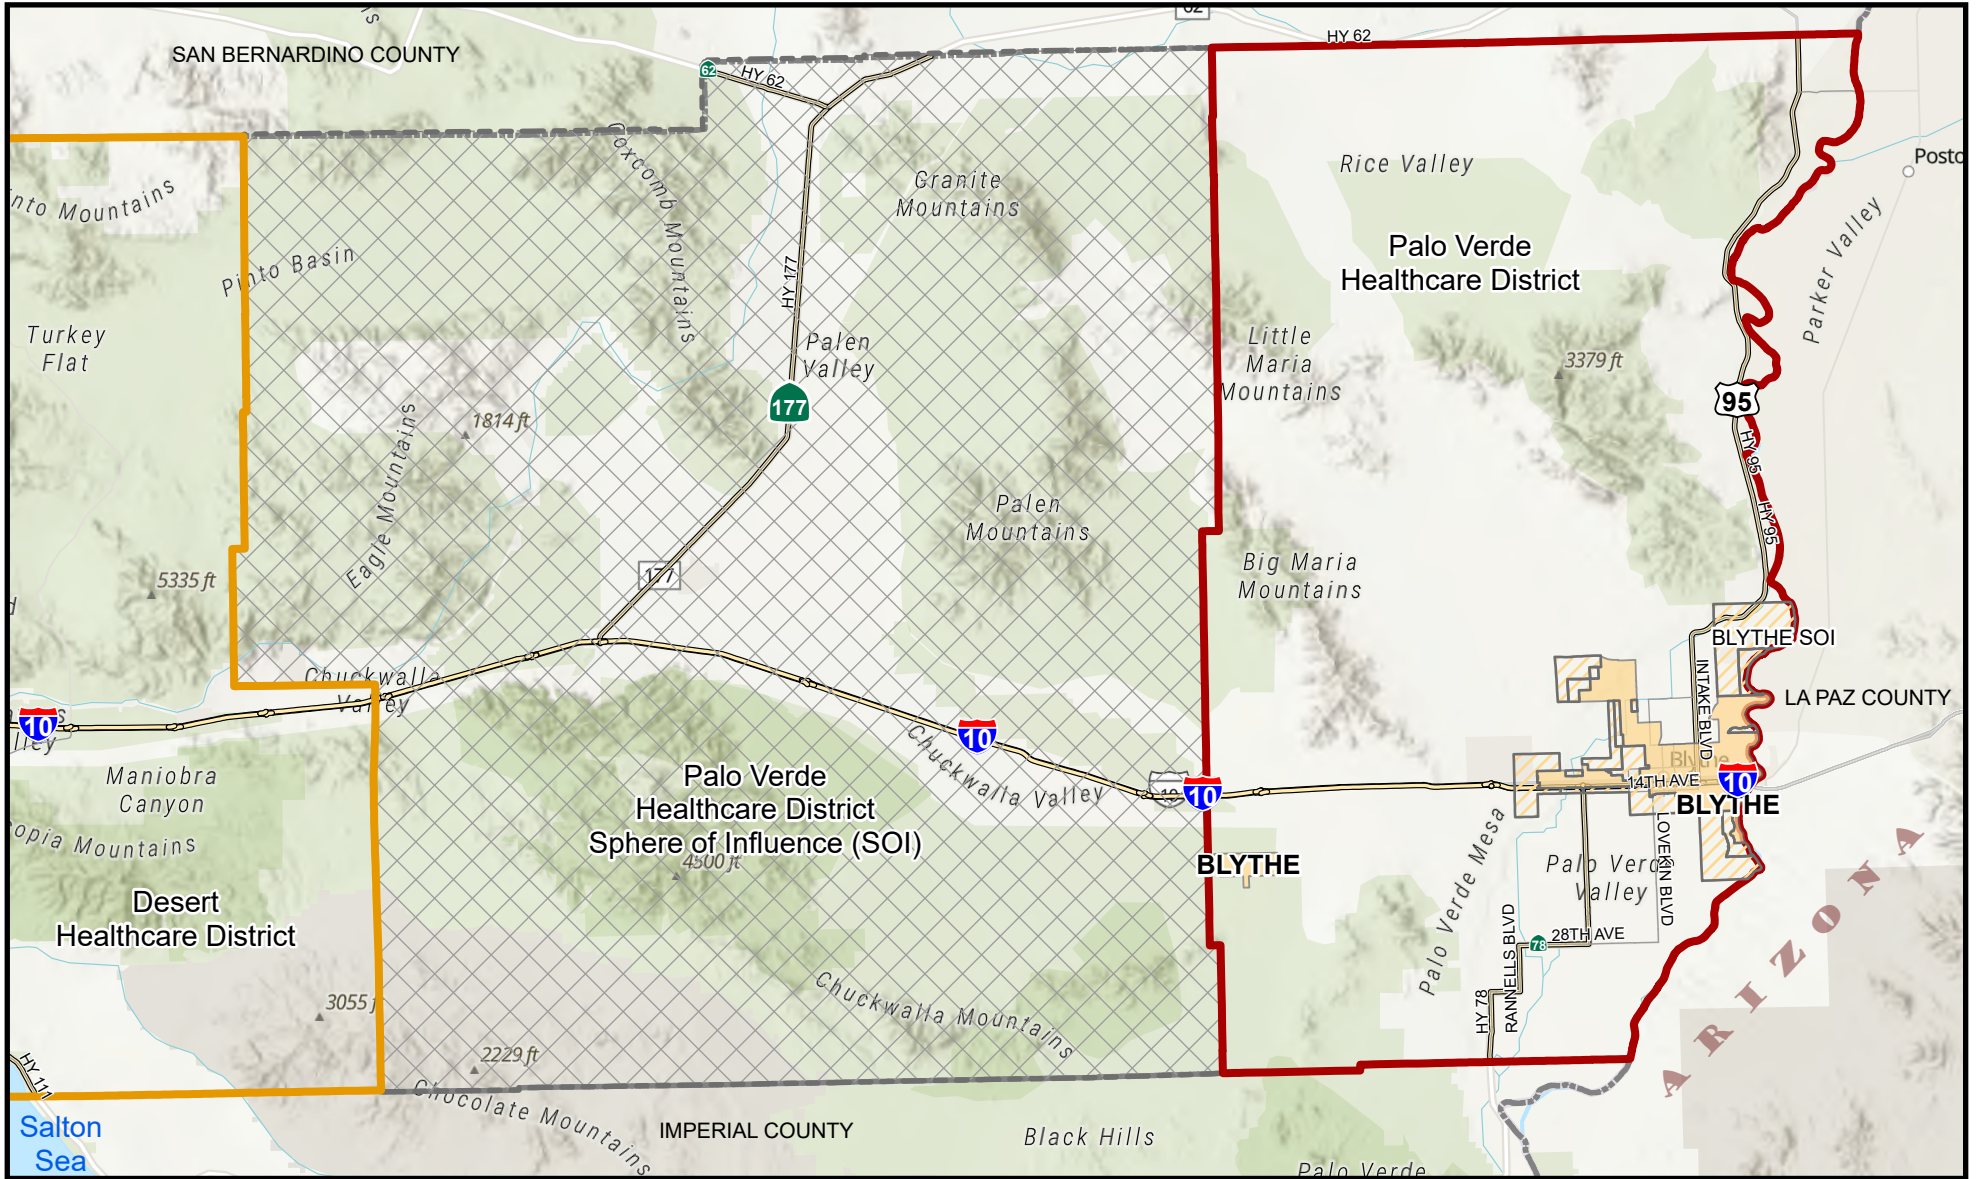 SAN BERNARDINO COUNTY
62
HY 62
62
HY 62
Posto
Rice Valley
Granite
Mountains
Coxcomb Mountains
nto Mountains
Pinto Basin
Palo Verde
Healthcare District
Parker Valley
HY 177
Turkey
Flat
Palen
Valley
Little
Maria
Mountains
3379 ft
177
95
1814 ft
Eagle Mountains
HY 95
HY 95
Palen
Mountains
Big Maria
Mountains
5335 ft
177
BLYTHE SOI
INTAKE BLVD
LA PAZ COUNTY
Chuckwalla
Valley
10
lley
10
Chuckwalla Valley
10
10
Blythe
14TH AVE
10
BLYTHE
Maniobra
Canyon
Palo Verde
Healthcare District
Sphere of Influence (SOI)
4500 ft
opia Mountains
BLYTHE
Palo Verde Mesa
Palo Verde
Valley
LOVEKIN BLVD
ARIZONA
Desert
Healthcare District
RANNELLS BLVD
28TH AVE
78
HY 78
3055 f
Chuckwalla Mountains
2229 ft
HY 111
Chocolate Mountains
Salton
Sea
IMPERIAL COUNTY
Black Hills
Palo Verde